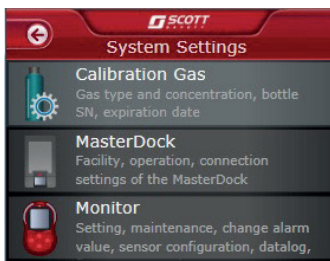 SCOTT
SAFETY
System Settings
Calibration Gas
Gas type and concentration, bottle
SN, expiration date
MasterDock
Facility, operation, connection
settings of the MasterDock
Monitor
Setting, maintenance, change alarm
value, sensor configuration, datalog,